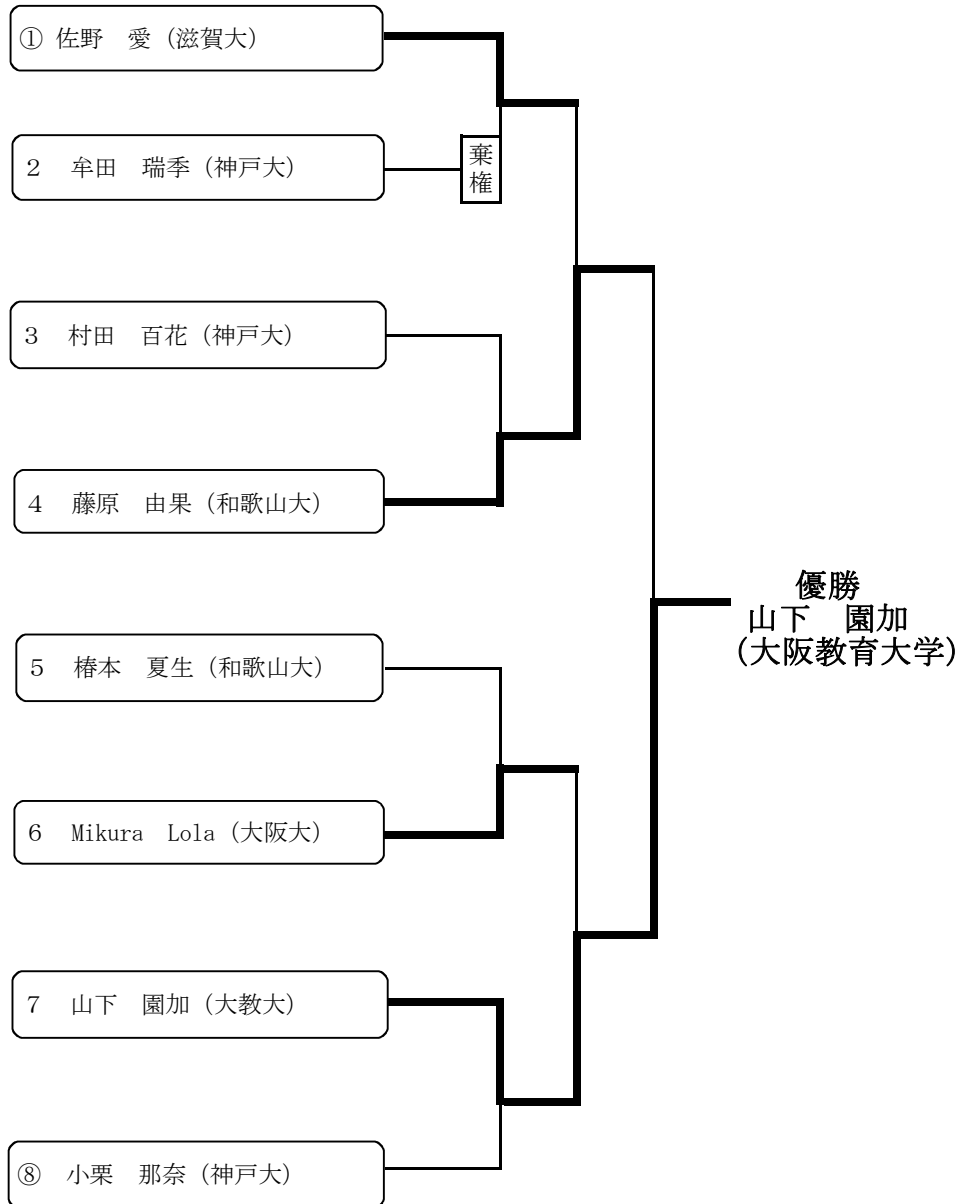 ① 佐野　愛（滋賀大）
２　牟田　瑞季（神戸大）
棄権
３　村田　百花（神戸大）
４　藤原　由果（和歌山大）
５　椿本　夏生（和歌山大）
６　Mikura　Lola（大阪大）
７　山下　園加（大教大）
⑧　小栗　那奈（神戸大）
優勝
山下　園加
（大阪教育大学）